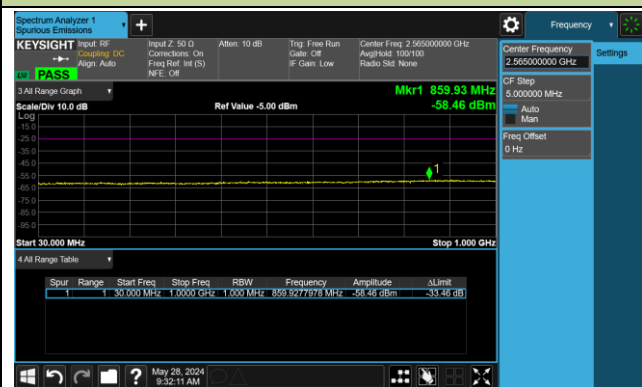 Spectrum Analyzer 1
Spurious Emissions
Frequency
KEYSIGHT
Input: RF
Coupling: DC
Align: Auto
Input Z: 50 Ω
Corrections: On
Freq Ref: Int (S)
NFE: Off
Atten: 10 dB
Trig: Free Run
Gate: Off
IF Gain: Low
Center Freq: 2.565000000 GHz
Avg|Hold: 100/100
Radio Std: None
LXI
PASS
3 All Range Graph
Mkr1 859.93 MHz
Scale/Div 10.0 dB
Ref Value -5.00 dBm
-58.46 dBm
Log
-15.0
-25.0
-35.0
-45.0
-55.0
-65.0
-75.0
-85.0
-95.0
1
Start 30.000 MHz
Stop 1.000 GHz
4 All Range Table
Spur Range Start Freq Stop Freq RBW Frequency Amplitude ΔLimit
1 1 30.000 MHz 1.0000 GHz 1.000 MHz 859.9277978 MHz -58.46 dBm -33.46 dB
Center Frequency
2.565000000 GHz
Settings
CF Step
5.000000 MHz
Auto
Man
Freq Offset
0 Hz
?
May 28, 2024
9:32:11 AM